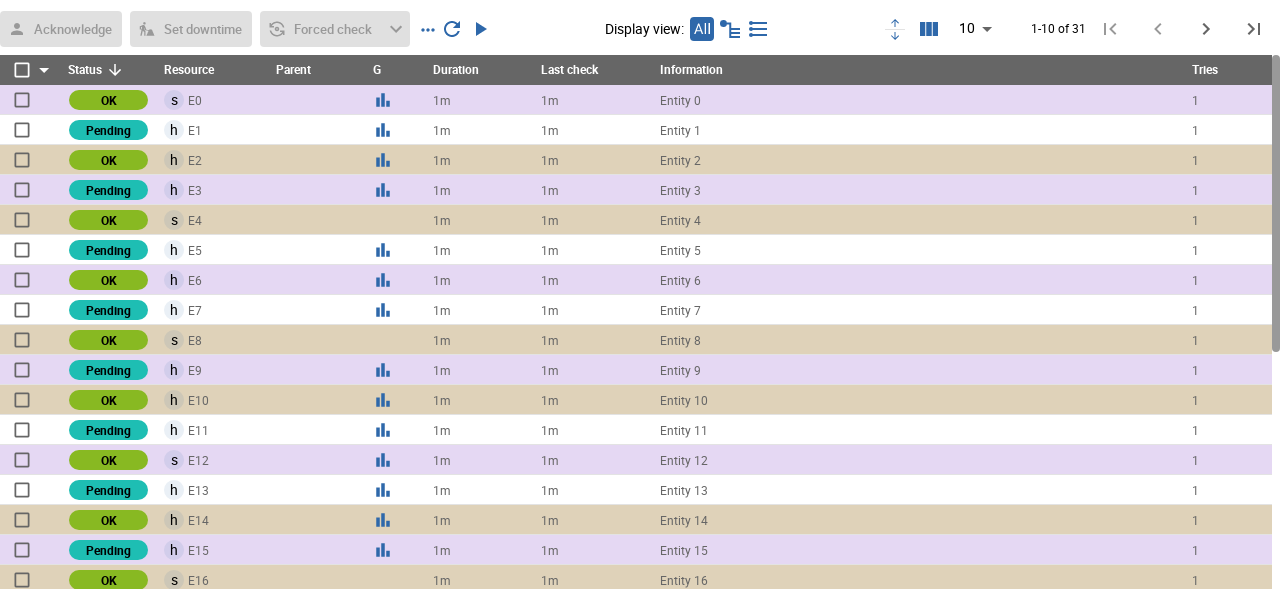 Acknowledge Set downtime Forced check Display view: All 10 1-10 of 31
Status Resource Parent G Duration Last check Information Tries
OK s E0 1m 1m Entity 0 1
Pending h E1 1m 1m Entity 1 1
OK h E2 1m 1m Entity 2 1
Pending h E3 1m 1m Entity 3 1
OK s E4 1m 1m Entity 4 1
Pending h E5 1m 1m Entity 5 1
OK h E6 1m 1m Entity 6 1
Pending h E7 1m 1m Entity 7 1
OK s E8 1m 1m Entity 8 1
Pending h E9 1m 1m Entity 9 1
OK h E10 1m 1m Entity 10 1
Pending h E11 1m 1m Entity 11 1
OK s E12 1m 1m Entity 12 1
Pending h E13 1m 1m Entity 13 1
OK h E14 1m 1m Entity 14 1
Pending h E15 1m 1m Entity 15 1
OK s E16 1m 1m Entity 16 1